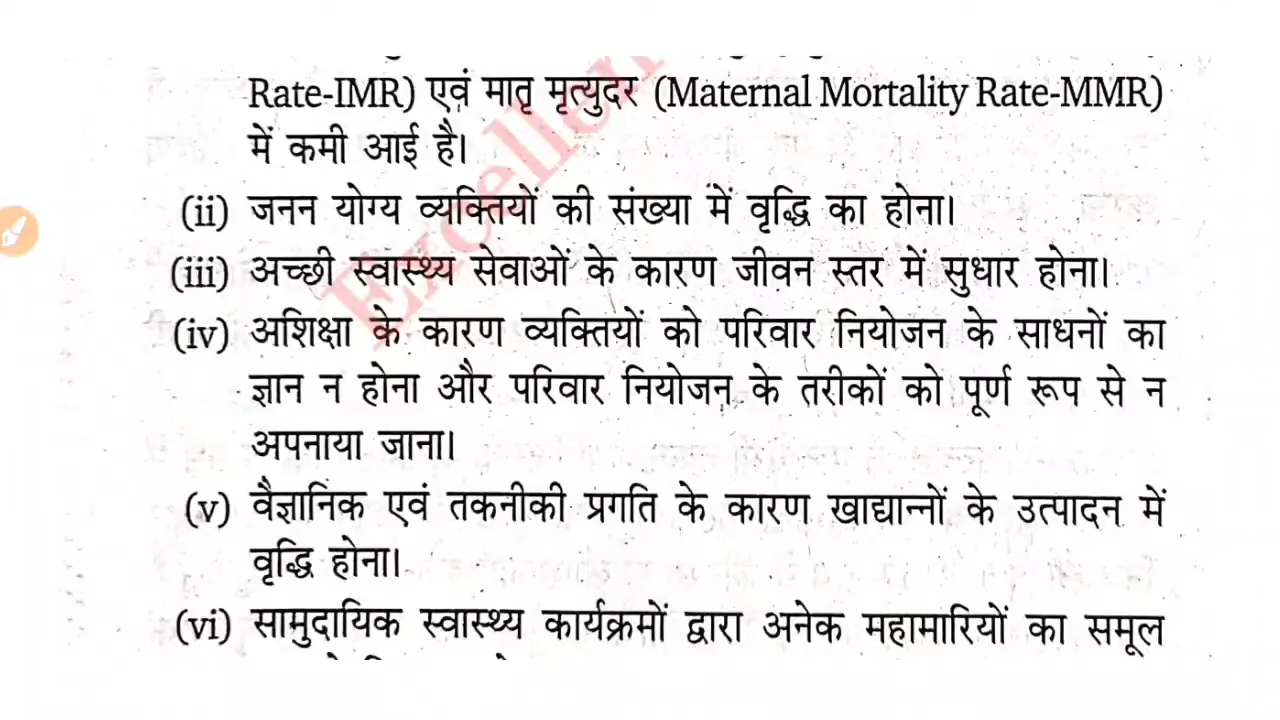 Rate-IMR) एवं मातृ मृत्युदर (Maternal Mortality Rate-MMR)
में कमी आई है।
(ii) जनन योग्य व्यक्तियों की संख्या में वृद्धि का होना।
(iii) अच्छी स्वास्थ्य सेवाओं के कारण जीवन स्तर में सुधार होना।
(iv) अशिक्षा के कारण व्यक्तियों को परिवार नियोजन के साधनों का
ज्ञान न होना और परिवार नियोजन के तरीकों को पूर्ण रूप से न
अपनाया जाना।
(v) वैज्ञानिक एवं तकनीकी प्रगति के कारण खाद्यान्नों के उत्पादन में
वृद्धि होना।
(vi) सामुदायिक स्वास्थ्य कार्यक्रमों द्वारा अनेक महामारियों का समूल